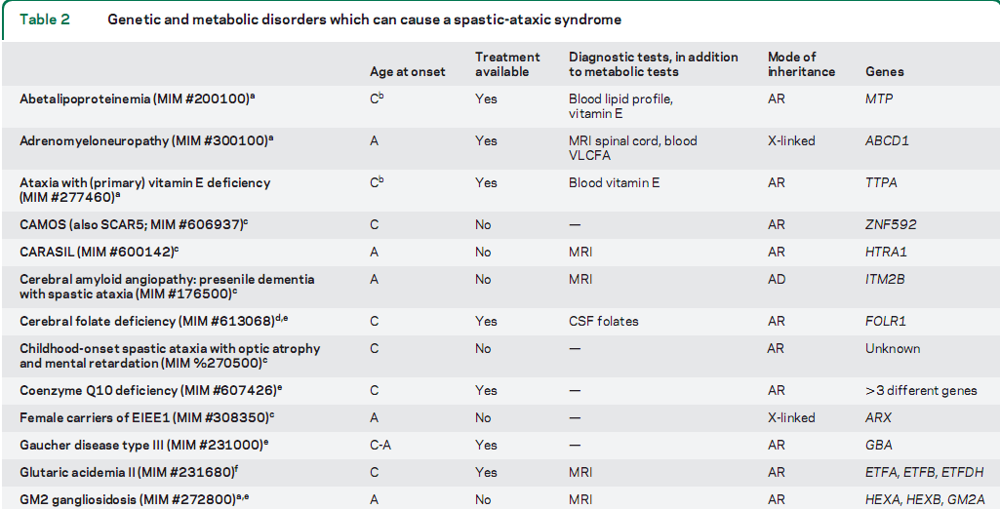 Table 2 Genetic and metabolic disorders which can cause a spastic-ataxic syndrome
Age at onset Treatment available Diagnostic tests, in addition to metabolic tests Mode of inheritance Genes
Abetalipoproteinemia (MIM #200100)a Cb Yes Blood lipid profile, vitamin E AR MTP
Adrenomyeloneuropathy (MIM #300100)a A Yes MRI spinal cord, blood VLCFA X-linked ABCD1
Ataxia with (primary) vitamin E deficiency (MIM #277460)a Cb Yes Blood vitamin E AR TTPA
CAMOS (also SCAR5; MIM #606937)c C No — AR ZNF592
CARASIL (MIM #600142)c A No MRI AR HTRA1
Cerebral amyloid angiopathy: presenile dementia with spastic ataxia (MIM #176500)c A No MRI AD ITM2B
Cerebral folate deficiency (MIM #613068)d,e C Yes CSF folates AR FOLR1
Childhood-onset spastic ataxia with optic atrophy and mental retardation (MIM %270500)c C No — AR Unknown
Coenzyme Q10 deficiency (MIM #607426)e C Yes — AR >3 different genes
Female carriers of EIEE1 (MIM #308350)c A No — X-linked ARX
Gaucher disease type III (MIM #231000)e C-A Yes — AR GBA
Glutaric acidemia II (MIM #231680)f C Yes MRI AR ETFA, ETFB, ETFDH
GM2 gangliosidosis (MIM #272800)a,e A No MRI AR HEXA, HEXB, GM2A